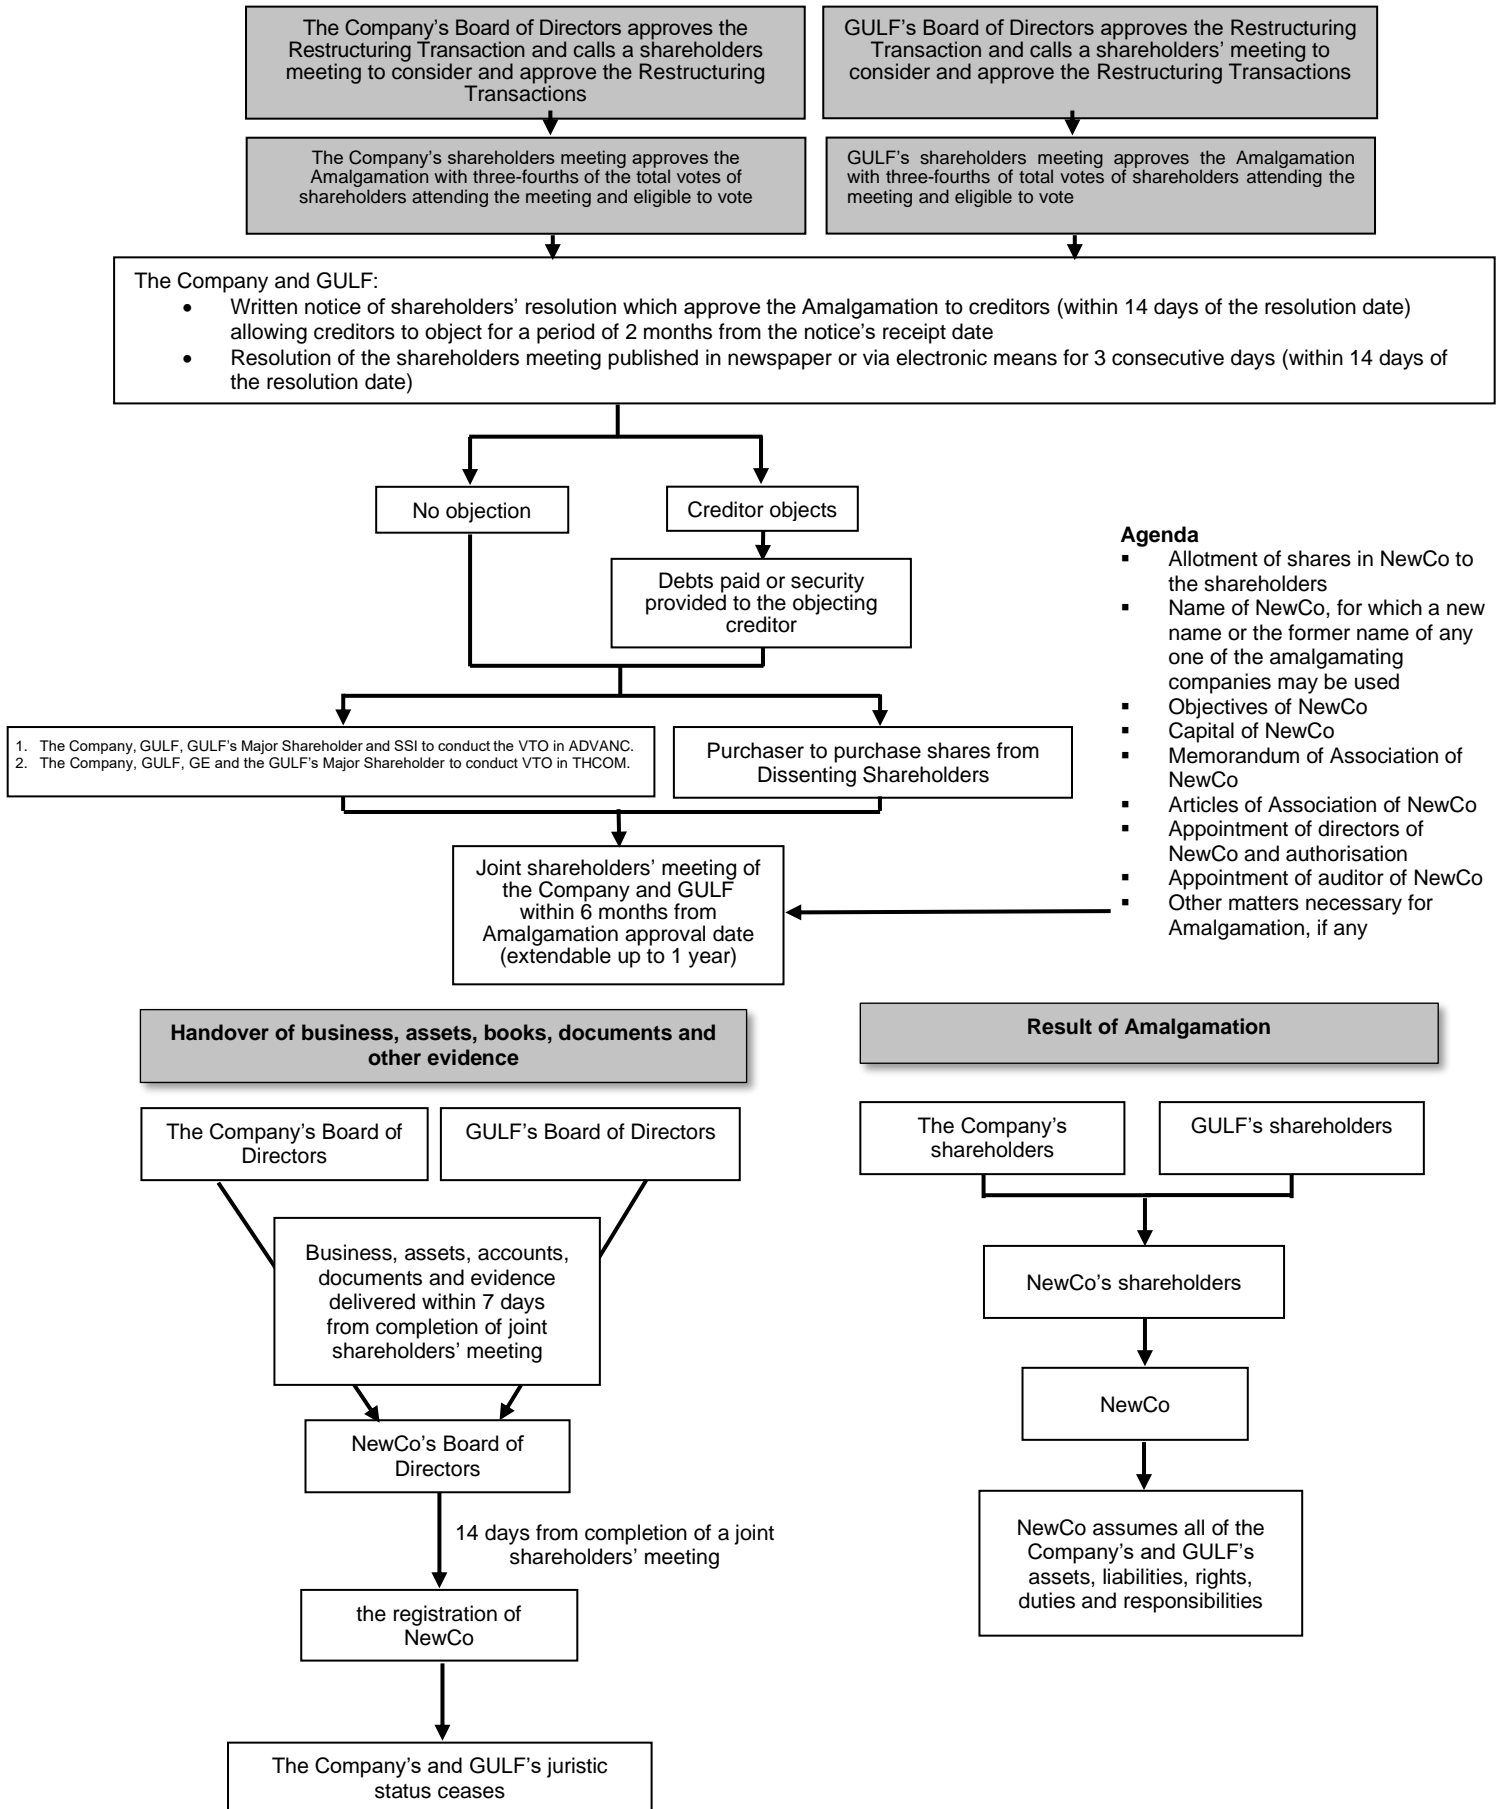 The Company's Board of Directors approves the
Restructuring Transaction and calls a shareholders
meeting to consider and approve the Restructuring
Transactions
GULF's Board of Directors approves the Restructuring
Transaction and calls a shareholders' meeting to
consider and approve the Restructuring Transactions
The Company's shareholders meeting approves the
Amalgamation with three-fourths of the total votes of
shareholders attending the meeting and eligible to vote
GULF's shareholders meeting approves the Amalgamation
with three-fourths of total votes of shareholders attending the
meeting and eligible to vote
The Company and GULF:
• Written notice of shareholders' resolution which approve the Amalgamation to creditors (within 14 days of the resolution date)
allowing creditors to object for a period of 2 months from the notice's receipt date
• Resolution of the shareholders meeting published in newspaper or via electronic means for 3 consecutive days (within 14 days of
the resolution date)
No objection
Creditor objects
Debts paid or security
provided to the objecting
creditor
1. The Company, GULF, GULF's Major Shareholder and SSI to conduct the VTO in ADVANC.
2. The Company, GULF, GE and the GULF's Major Shareholder to conduct VTO in THCOM.
Purchaser to purchase shares from
Dissenting Shareholders
Joint shareholders' meeting of
the Company and GULF
within 6 months from
Amalgamation approval date
(extendable up to 1 year)
Agenda
▪ Allotment of shares in NewCo to
the shareholders
▪ Name of NewCo, for which a new
name or the former name of any
one of the amalgamating
companies may be used
▪ Objectives of NewCo
▪ Capital of NewCo
▪ Memorandum of Association of
NewCo
▪ Articles of Association of NewCo
▪ Appointment of directors of
NewCo and authorisation
▪ Appointment of auditor of NewCo
▪ Other matters necessary for
Amalgamation, if any
Handover of business, assets, books, documents and
other evidence
The Company's Board of
Directors
GULF's Board of Directors
Business, assets, accounts,
documents and evidence
delivered within 7 days
from completion of joint
shareholders' meeting
NewCo's Board of
Directors
14 days from completion of a joint
shareholders' meeting
the registration of
NewCo
The Company's and GULF's juristic
status ceases
Result of Amalgamation
The Company's
shareholders
GULF's shareholders
NewCo's shareholders
NewCo
NewCo assumes all of the
Company's and GULF's
assets, liabilities, rights,
duties and responsibilities